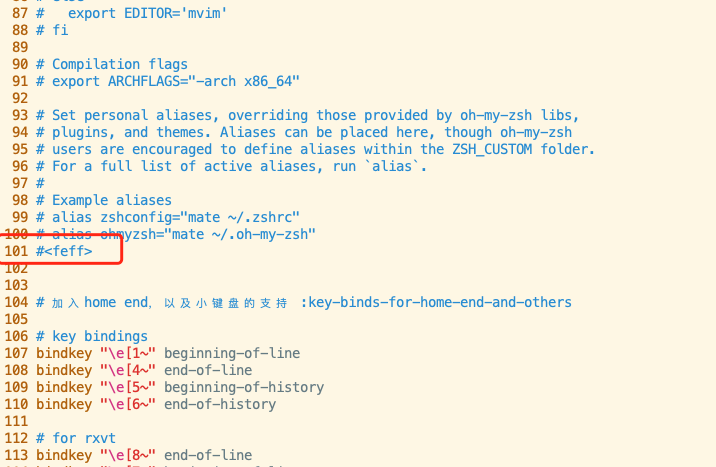 87 #   export EDITOR='mvim'
88 # fi
89
90 # Compilation flags
91 # export ARCHFLAGS="-arch x86_64"
92
93 # Set personal aliases, overriding those provided by oh-my-zsh libs,
94 # plugins, and themes. Aliases can be placed here, though oh-my-zsh
95 # users are encouraged to define aliases within the ZSH_CUSTOM folder.
96 # For a full list of active aliases, run `alias`.
97 #
98 # Example aliases
99 # alias zshconfig="mate ~/.zshrc"
100 # alias ohmyzsh="mate ~/.oh-my-zsh"
101 #<feff>
102
103
104 # 加入 home end, 以及小键盘的支持 :key-binds-for-home-end-and-others
105
106 # key bindings
107 bindkey "\e[1~" beginning-of-line
108 bindkey "\e[4~" end-of-line
109 bindkey "\e[5~" beginning-of-history
110 bindkey "\e[6~" end-of-history
111
112 # for rxvt
113 bindkey "\e[8~" end-of-line